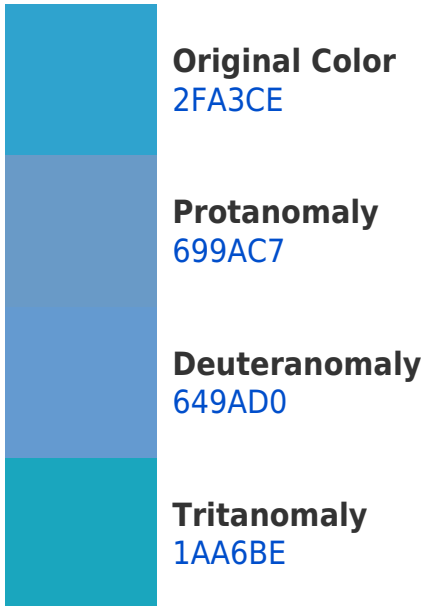 Original Color
2FA3CE
Protanomaly
699AC7
Deuteranomaly
649AD0
Tritanomaly
1AA6BE